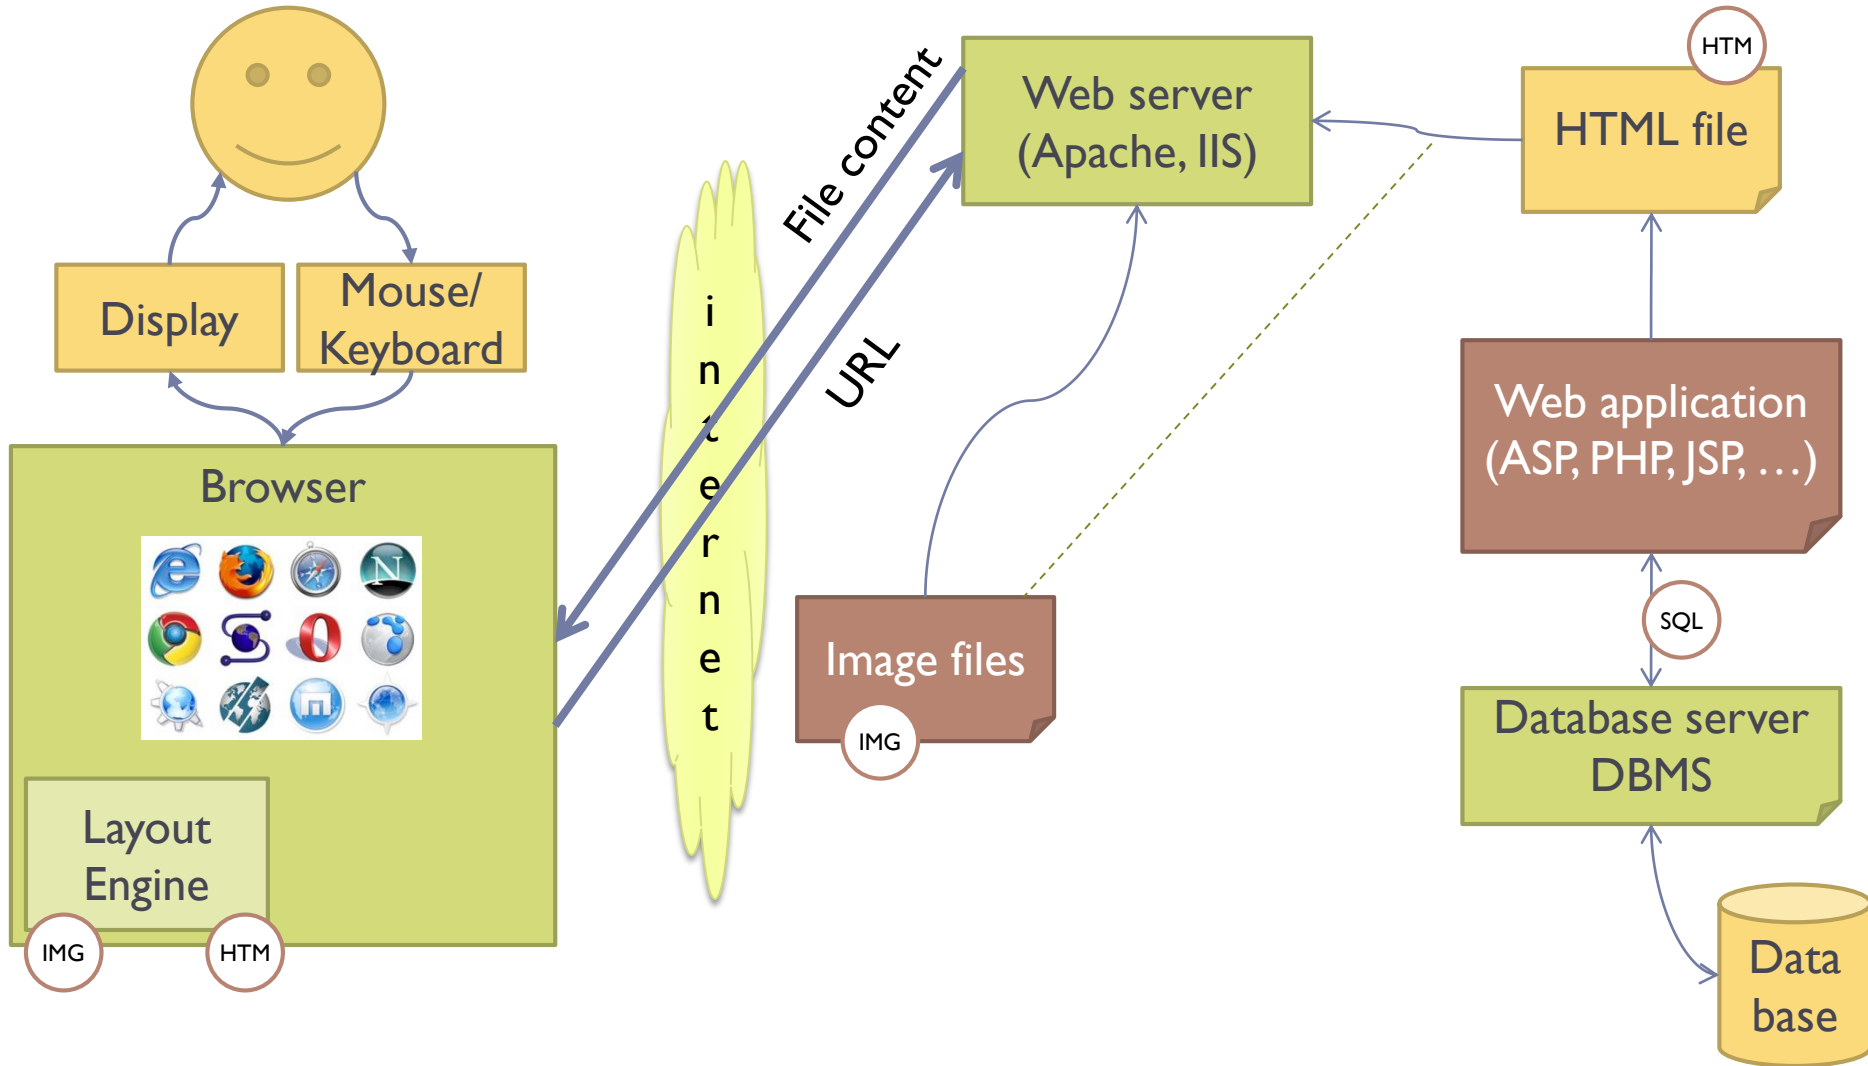 HTM
Web server
(Apache, IIS)
HTML file
File content
Display
Mouse/
Keyboard
internet
URL
Web application
(ASP, PHP, JSP, …)
Browser
N
SQL
Image files
IMG
Database server
DBMS
Layout
Engine
IMG
HTM
Data
base